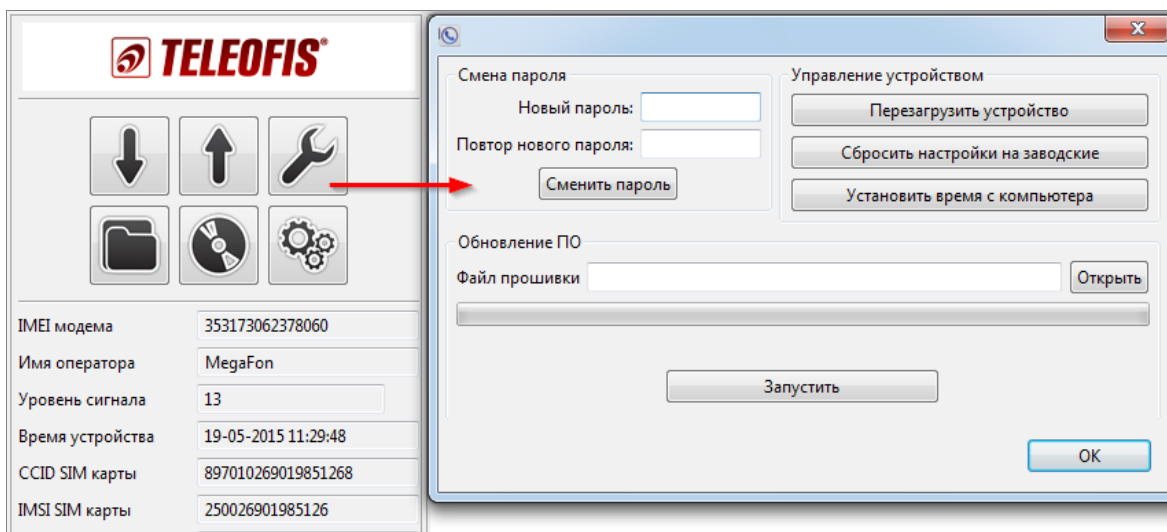 TELEOFIS®
IMEI модема 353173062378060
Имя оператора MegaFon
Уровень сигнала 13
Время устройства 19-05-2015 11:29:48
CCID SIM карты 897010269019851268
IMSI SIM карты 250026901985126
Смена пароля
Новый пароль:
Повтор нового пароля:
Сменить пароль
Управление устройством
Перезагрузить устройство
Сбросить настройки на заводские
Установить время с компьютера
Обновление ПО
Файл прошивки Открыть
Запустить
OK